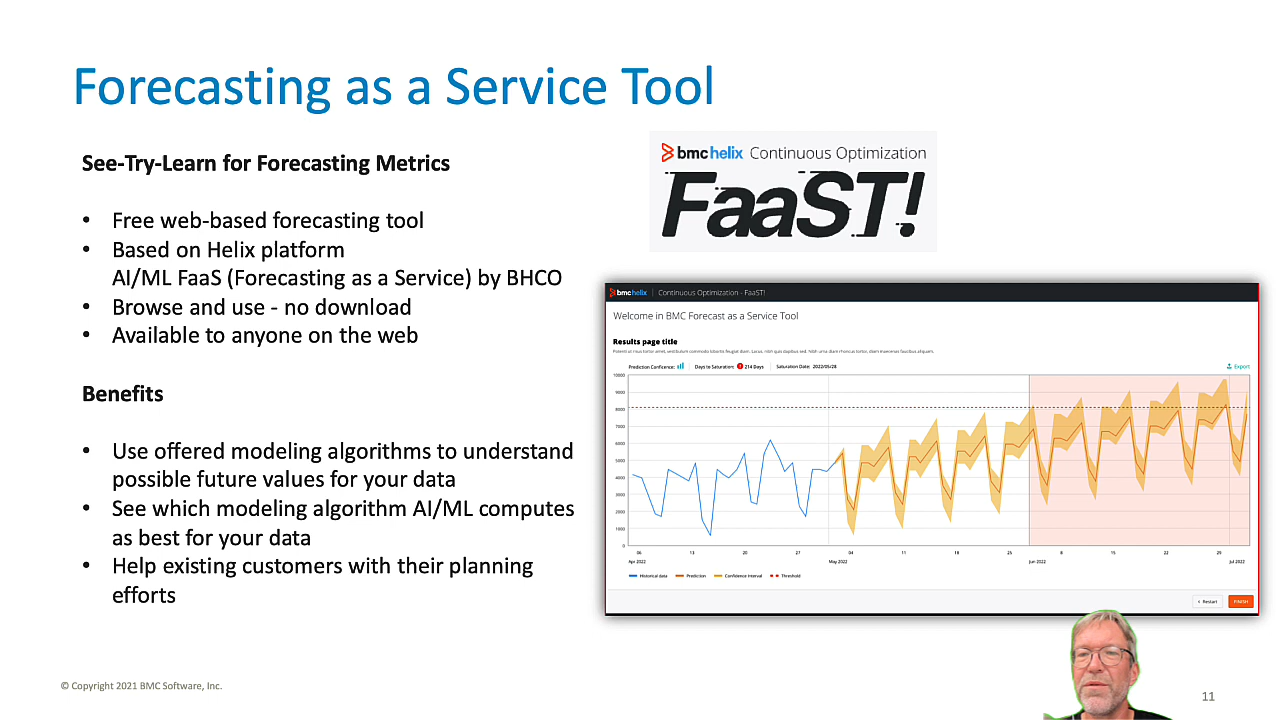 Forecasting as a Service Tool
See-Try-Learn for Forecasting Metrics
• Free web-based forecasting tool
• Based on Helix platform
AI/ML FaaS (Forecasting as a Service) by BHCO
• Browse and use - no download
• Available to anyone on the web
Benefits
• Use offered modeling algorithms to understand
possible future values for your data
• See which modeling algorithm AI/ML computes
as best for your data
• Help existing customers with their planning
efforts
bmc helix Continuous Optimization
FaaST!
bmc helix | Continuous Optimization - FaaST!
Welcome in BMC Forecast as a Service Tool
Results page title
Prediction Confidence: Days to Saturation: 214 Days Saturation Date: 2022/05/28 Export
10000
9000
8000
7000
6000
5000
4000
3000
2000
1000
0
06 13 20 27 04 11 18 25 8 15 22 29
Apr 2022 May 2022 Jun 2022 Jul 2022
Historical data Prediction Confidence Interval Threshold
< Restart FINISH
© Copyright 2021 BMC Software, Inc.
11